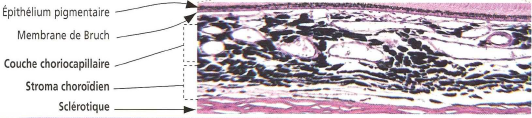 Épithélium pigmentaire
Membrane de Bruch
Couche choriocapillaire
Stroma choroïdien
Sclérotique